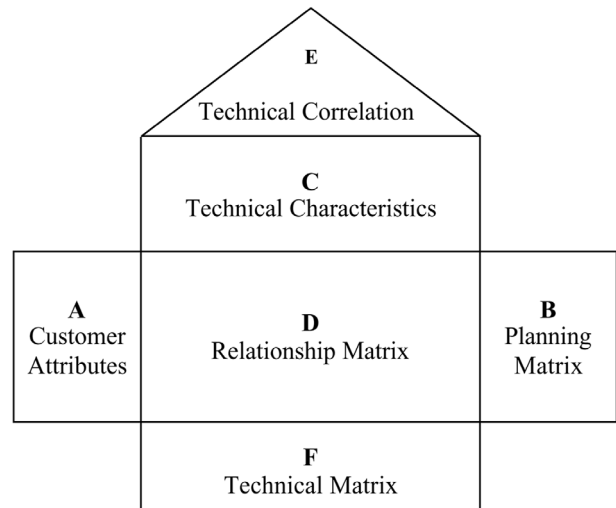 E
Technical Correlation
C
Technical Characteristics
A
Customer
Attributes
D
Relationship Matrix
B
Planning
Matrix
F
Technical Matrix